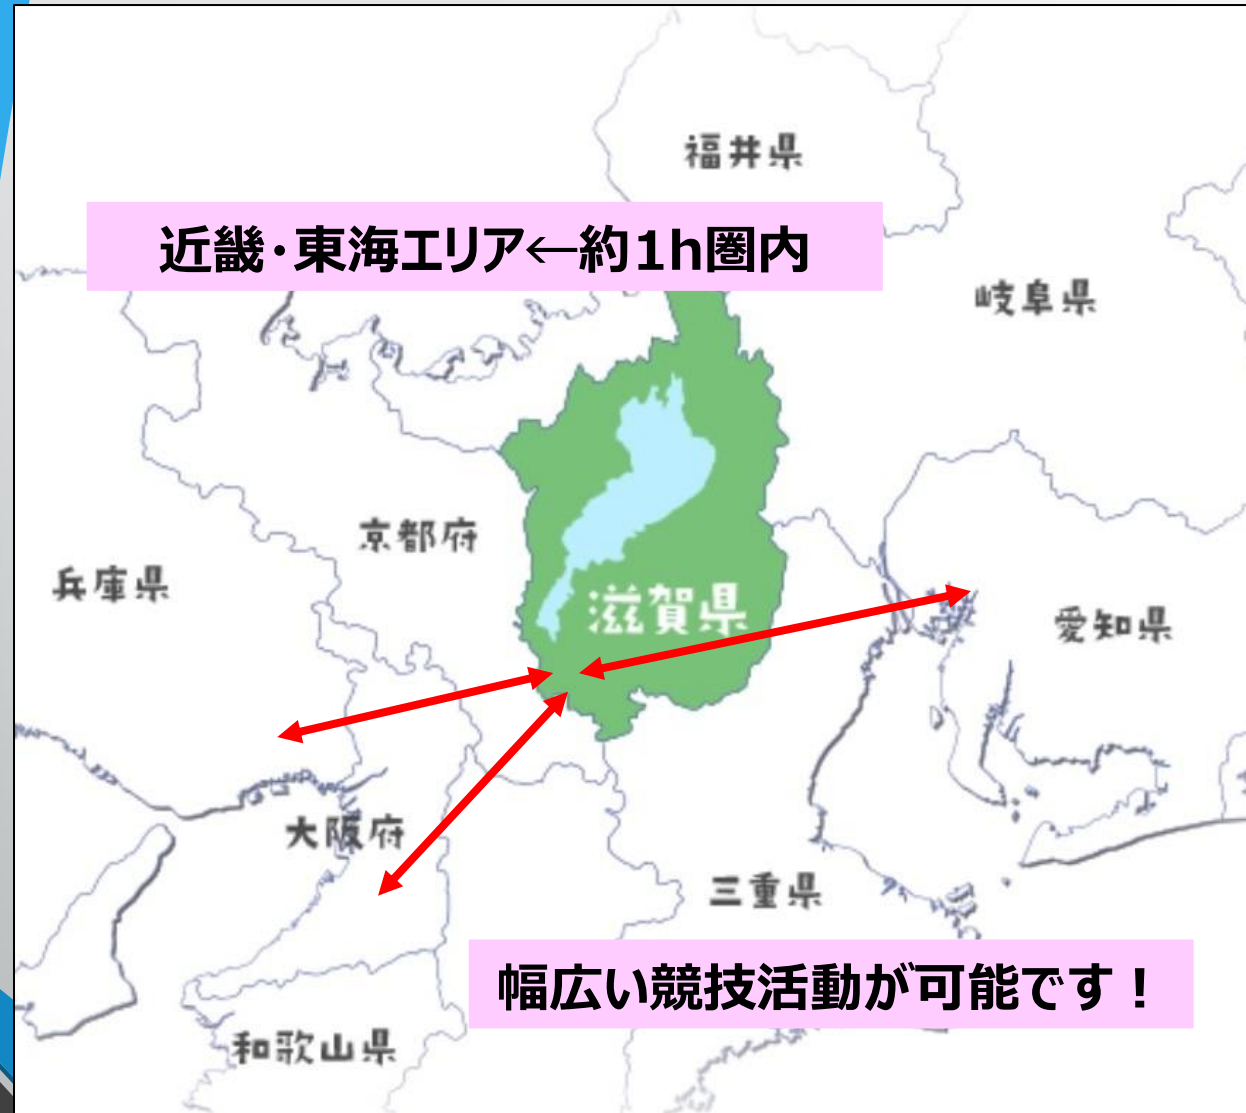 福井県
近畿・東海エリア←約1h圏内
岐阜県
京都府
兵庫県
滋賀県
愛知県
大阪府
三重県
幅広い競技活動が可能です！
和歌山県